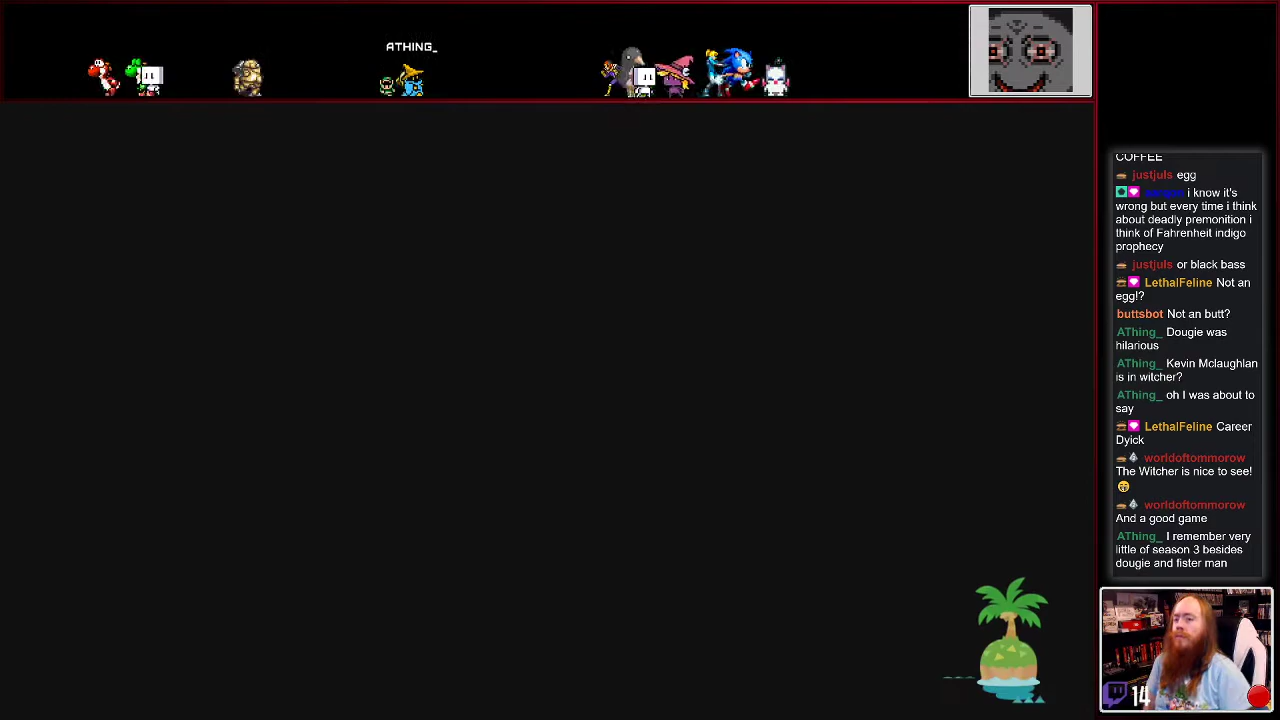 ATHING_
COFFEE
justjuls egg
i know it's
wrong but every time i think
about deadly premonition i
think of Fahrenheit indigo
prophecy
justjuls or black bass
LethalFeline Not an
egg!?
buttsbot Not an butt?
AThing_ Dougie was
hilarious
AThing_ Kevin Mclaughlan
is in witcher?
AThing_ oh I was about to
say
LethalFeline Career
Dyick
worldoftommorow
The Witcher is nice to see!
worldoftommorow
And a good game
AThing_ I remember very
little of season 3 besides
dougie and fister man
14